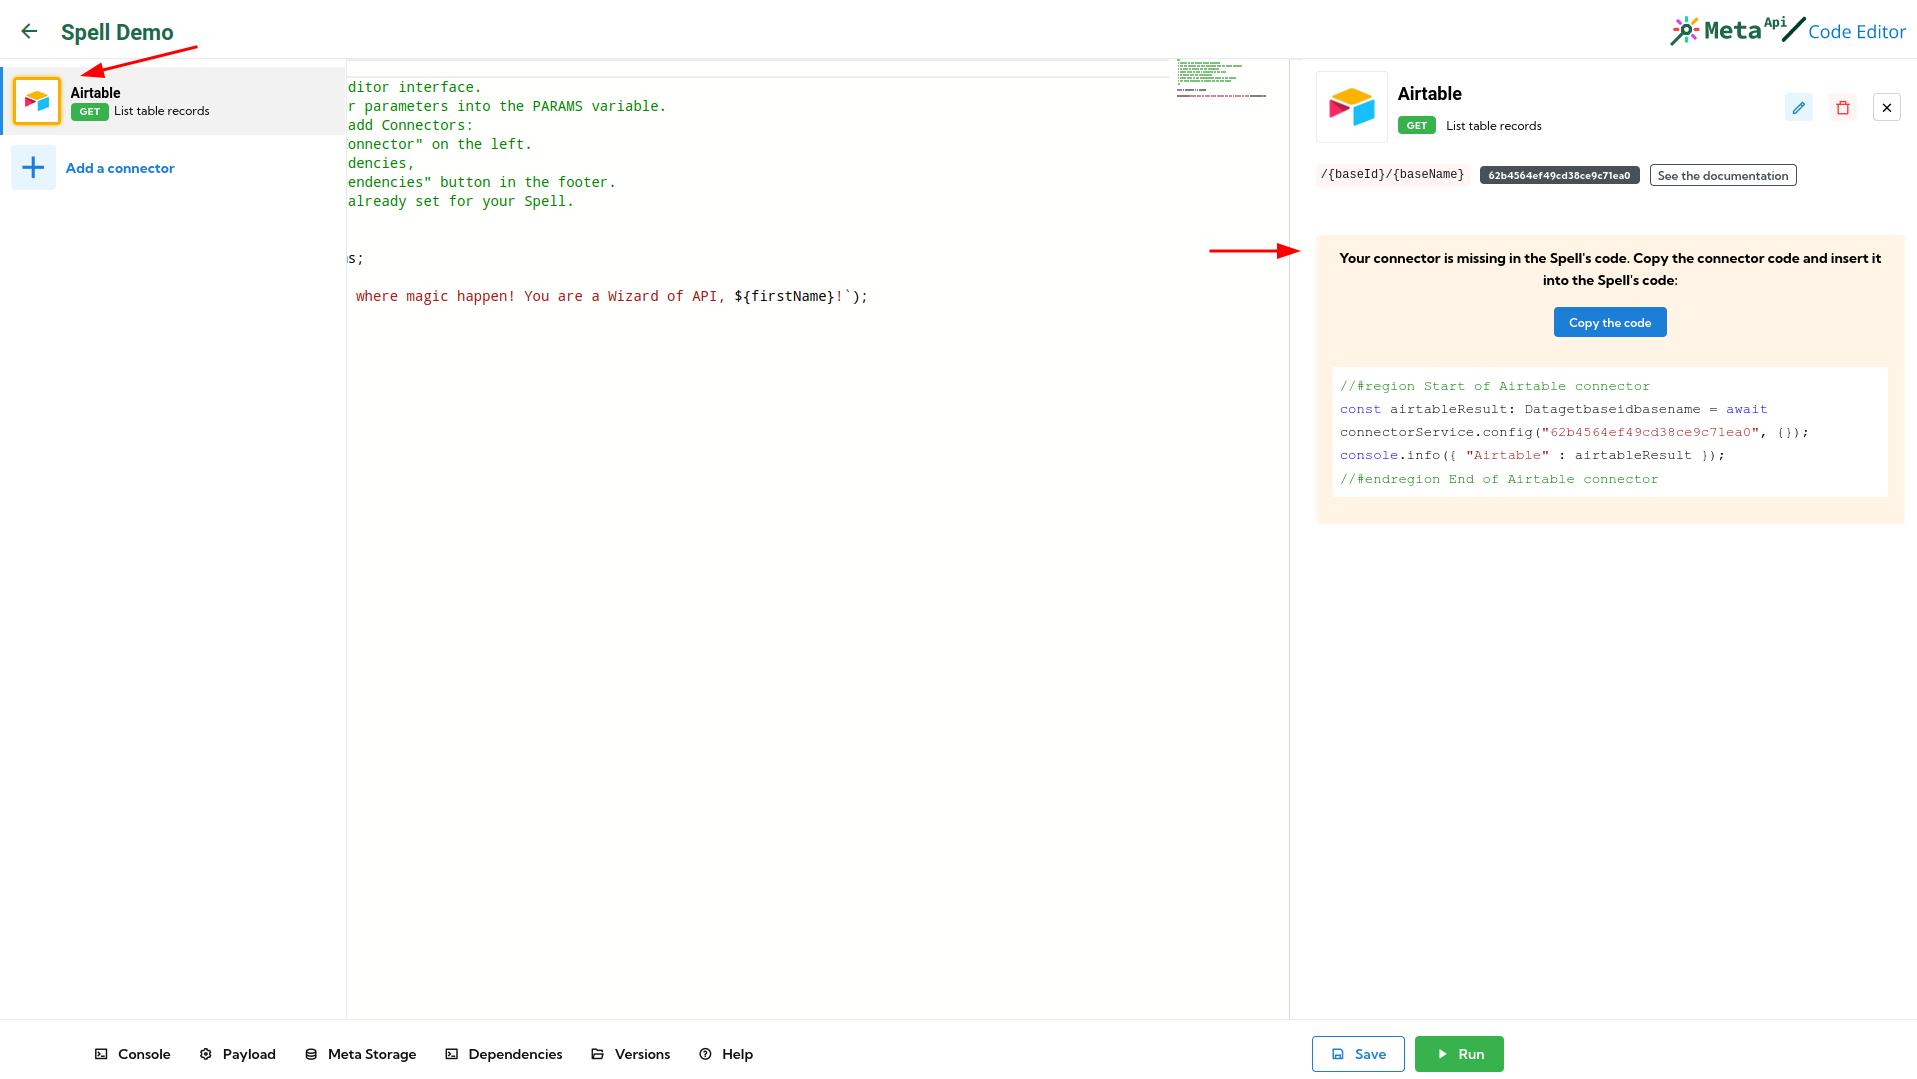 Spell Demo
MetaApi Code Editor
Airtable
GET List table records
Add a connector
ditor interface.
r parameters into the PARAMS variable.
add Connectors:
onnector" on the left.
dencies,
endencies" button in the footer.
already set for your Spell.
s;
where magic happen! You are a Wizard of API, ${firstName}!`);
Airtable
GET List table records
/{baseId}/{baseName} 62b4564ef49cd38ce9c71ea0 See the documentation
Your connector is missing in the Spell's code. Copy the connector code and insert it
into the Spell's code:
Copy the code
//#region Start of Airtable connector
const airtableResult: Datagetbaseidbasename = await
connectorService.config("62b4564ef49cd38ce9c71ea0", {});
console.info({ "Airtable" : airtableResult });
//#endregion End of Airtable connector
Console Payload Meta Storage Dependencies Versions Help Save Run